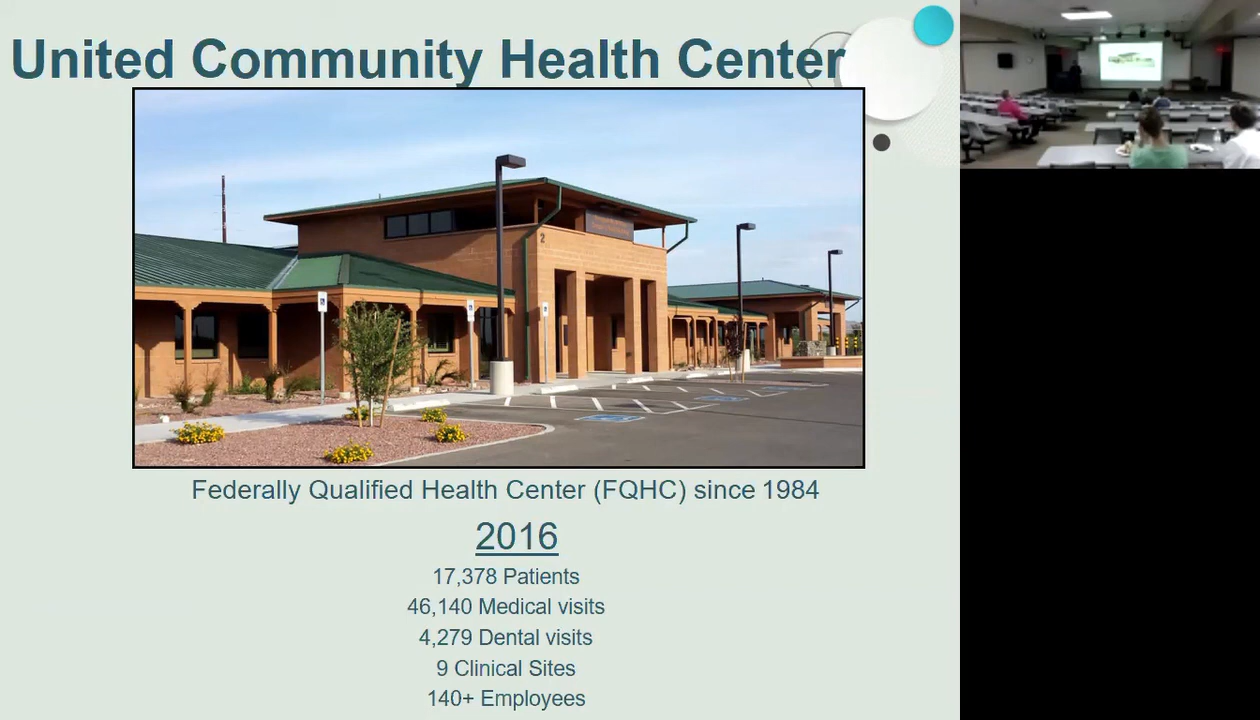 United Community Health Center
2
Federally Qualified Health Center (FQHC) since 1984
2016
17,378 Patients
46,140 Medical visits
4,279 Dental visits
9 Clinical Sites
140+ Employees